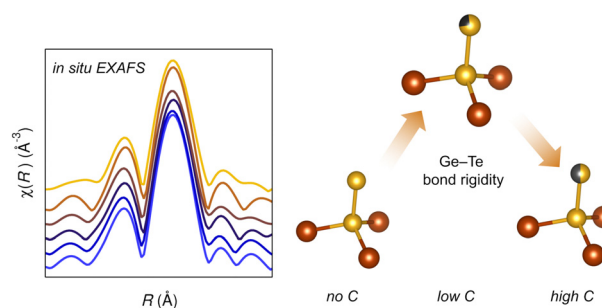 in situ EXAFS
χ(R) (Å⁻³)
R (Å)
Ge–Te
bond rigidity
no C
low C
high C